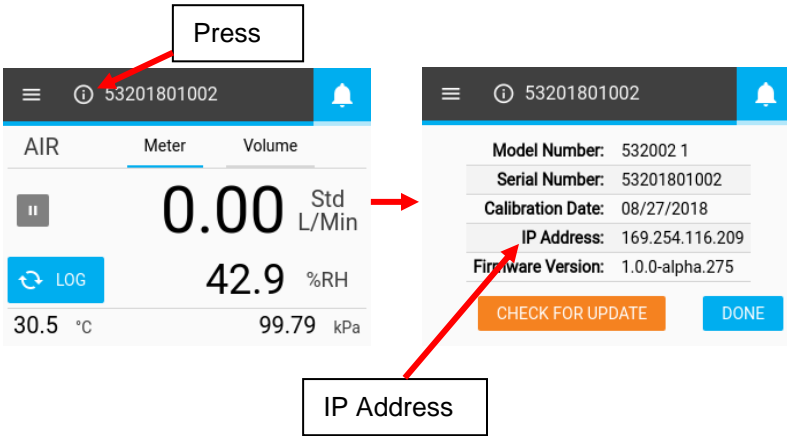 Press
53201801002
AIR Meter Volume
0.00 Std L/Min
LOG 42.9 %RH
30.5 °C 99.79 kPa
53201801002
Model Number: 532002 1
Serial Number: 53201801002
Calibration Date: 08/27/2018
IP Address: 169.254.116.209
Firmware Version: 1.0.0-alpha.275
CHECK FOR UPDATE DONE
IP Address